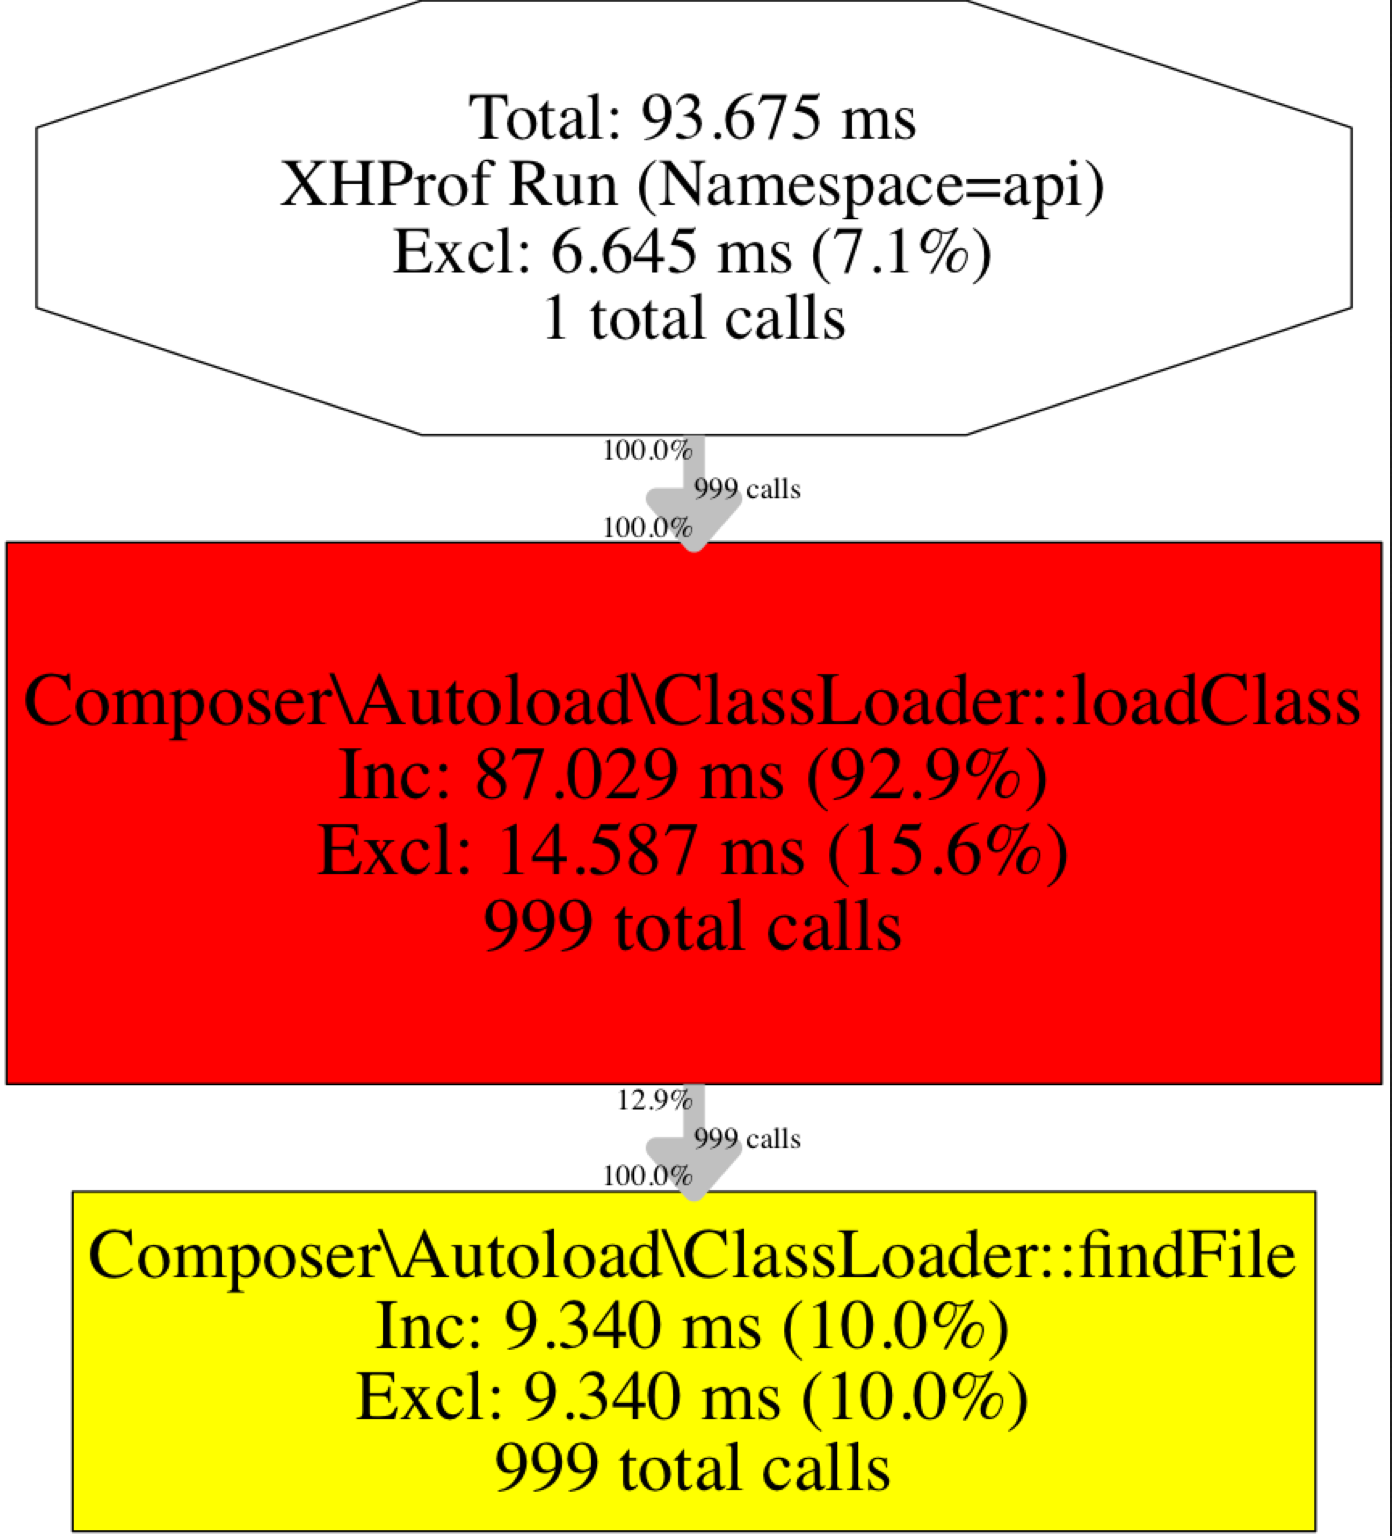 Total: 93.675 ms
XHProf Run (Namespace=api)
Excl: 6.645 ms (7.1%)
1 total calls
100.0%
999 calls
100.0%
Composer\Autoload\ClassLoader::loadClass
Inc: 87.029 ms (92.9%)
Excl: 14.587 ms (15.6%)
999 total calls
12.9%
999 calls
100.0%
Composer\Autoload\ClassLoader::findFile
Inc: 9.340 ms (10.0%)
Excl: 9.340 ms (10.0%)
999 total calls